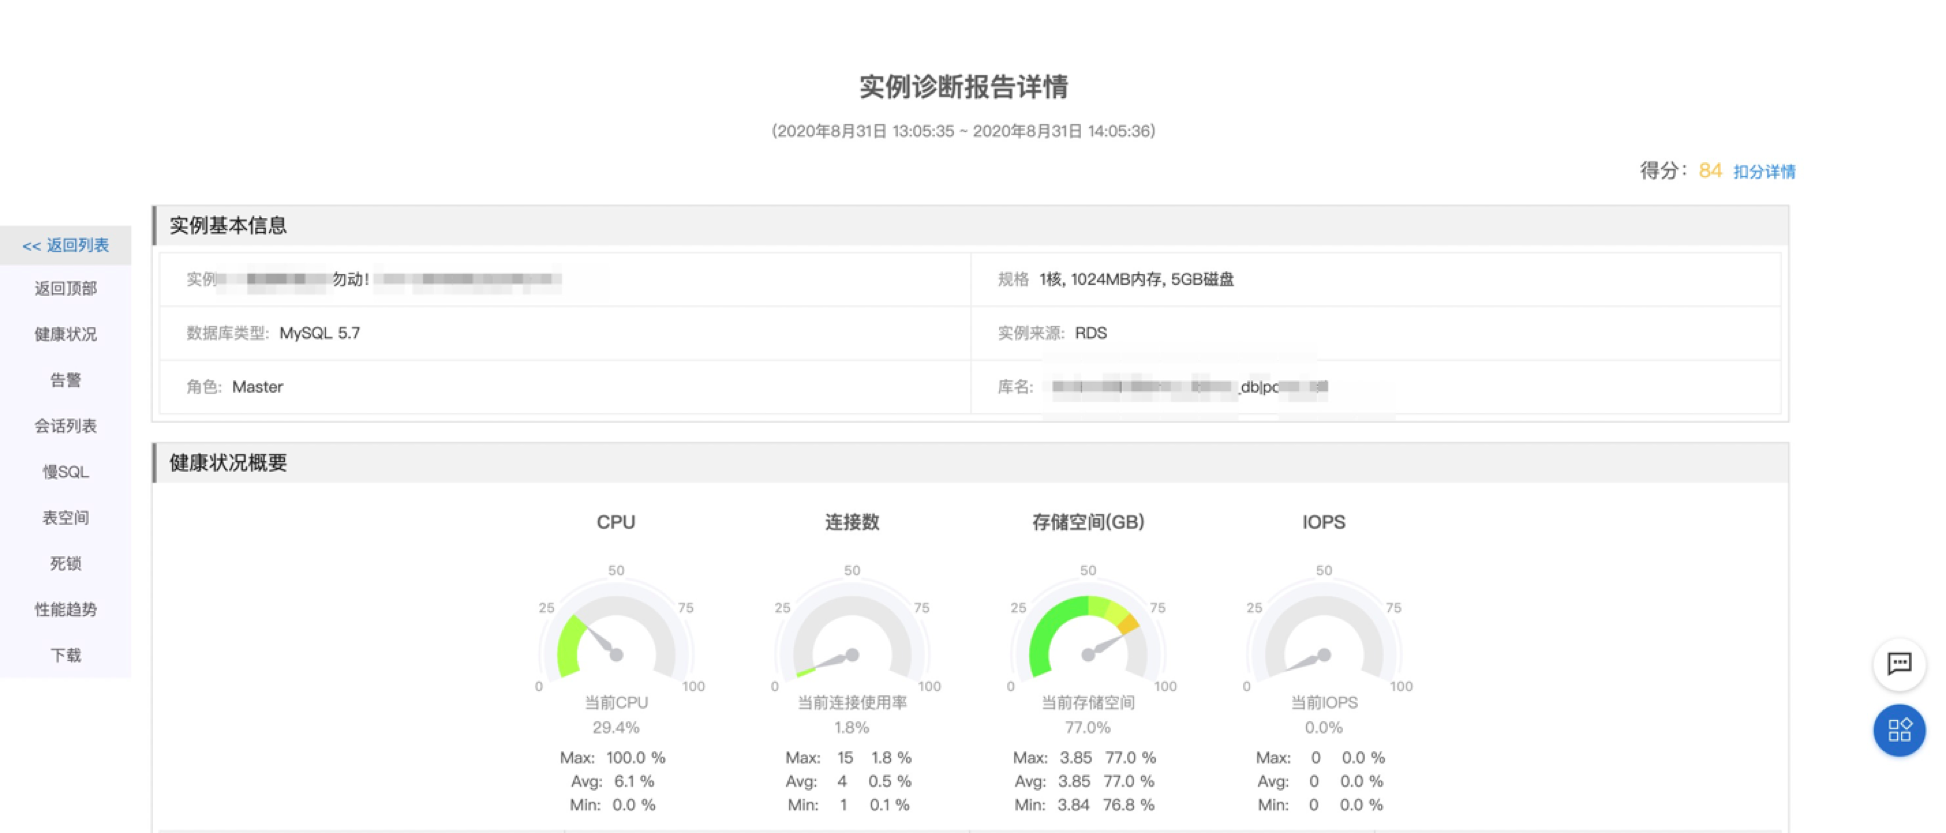 实例诊断报告详情
(2020年8月31日 13:05:35 ~ 2020年8月31日 14:05:36)
得分: 84 扣分详情
<< 返回列表
返回顶部
健康状况
告警
会话列表
慢SQL
表空间
死锁
性能趋势
下载
实例基本信息
实例 勿动!
规格 1核, 1024MB内存, 5GB磁盘
数据库类型: MySQL 5.7
实例来源: RDS
角色: Master
库名: _db|pc
健康状况概要
CPU
50
25 75
0 100
当前CPU
29.4%
Max: 100.0 %
Avg: 6.1 %
Min: 0.0 %
连接数
50
25 75
0 100
当前连接使用率
1.8%
Max: 15 1.8 %
Avg: 4 0.5 %
Min: 1 0.1 %
存储空间(GB)
50
25 75
0 100
当前存储空间
77.0%
Max: 3.85 77.0 %
Avg: 3.85 77.0 %
Min: 3.84 76.8 %
IOPS
50
25 75
0 100
当前IOPS
0.0%
Max: 0 0.0 %
Avg: 0 0.0 %
Min: 0 0.0 %